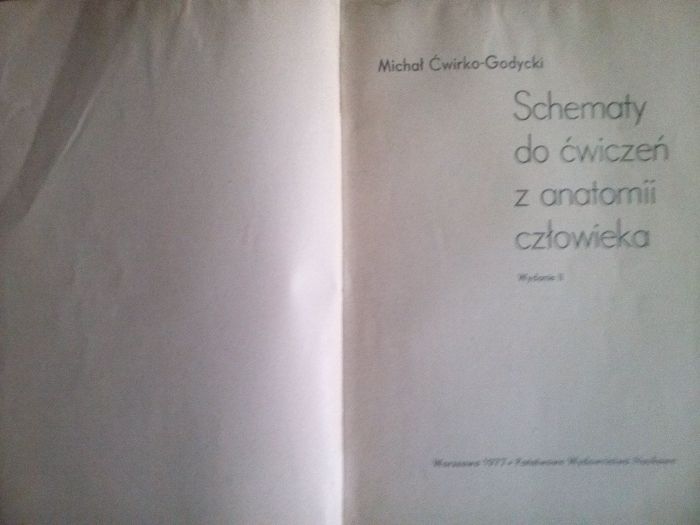 Michał Ćwirko-Godycki
Schematy
do ćwiczeń
z anatomii
człowieka
Wydanie II
Warszawa 1977 • Państwowe Wydawnictwo Naukowe